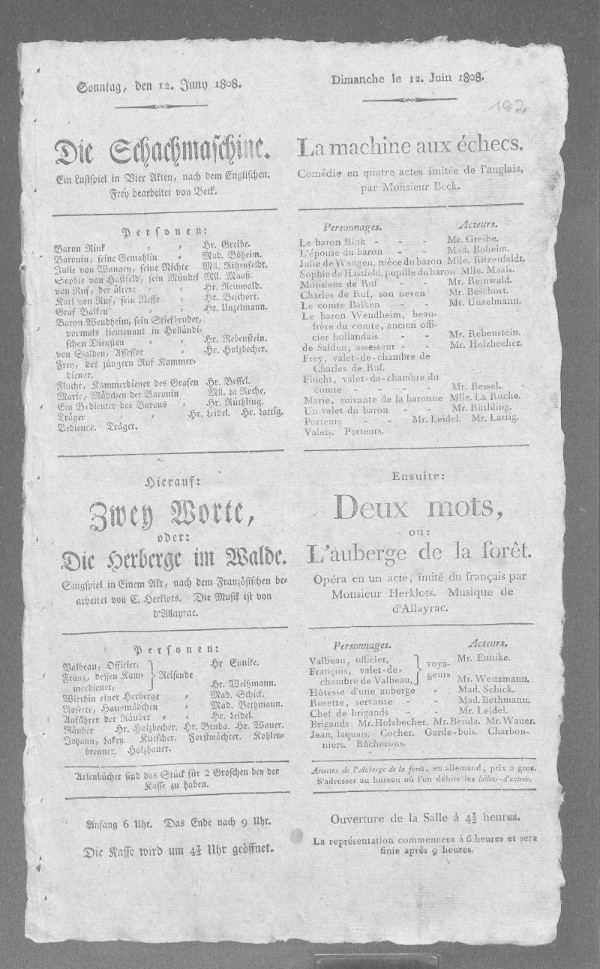 Sonntag, den 12. Juny 1808.
Die Schachmaschine.
Ein Lustspiel in Vier Akten, nach dem Englischen.
Frey bearbeitet von Beck.
Personen:
Baron Rink , , Hr. Greibe.
Baronin, seine Gemahlin , Mad. Böheim.
Julie von Wangen, seine Nichte Mll. Ritzenfeldt.
Sophie von Hastfeld, sein Mündel Mll. Maaß.
von Ruf, der ältere , , Hr. Reinwald.
Karl von Ruf, sein Neffe , Hr. Beschort.
Graf Balken , , Hr. Unzelmann.
Baron Wendheim, sein Stiefbruder,
vormals Lieutenant in Holländi-
schen Diensten , , Hr. Rebenstein.
von Salden, Assessor , Hr. Holzbecher.
Frey, des jüngern Ruf Kammer-
diener.
Flucht, Kammerdiener des Grafen Hr. Bessel.
Marie, Mädchen der Baronin Mll. La Roche.
Ein Bedienter des Barons , Hr. Rüthling.
Träger , , Hr. Leidel. Hr. Lattig.
Bediente. Träger.
Hierauf:
Zwey Worte,
oder:
Die Herberge im Walde.
Singspiel in Einem Akt, nach dem Französischen be-
arbeitet von C. Herklots. Die Musik ist von
d'Allayrac.
Personen:
Valbeau, Officier, Hr Eunike.
Franz, dessen Kam- } Reisende
merdiener, Hr. Weitzmann.
Wirthin einer Herberge , Mad. Schick.
Rosette, Hausmädchen , Mad. Bethmann.
Anführer der Räuber , Hr. Leidel.
Räuber Hr. Holzbecher. Hr. Benda. Hr. Wauer.
Johann, Lakey. Kutscher. Forstwächter. Kohlen-
brenner. Holzhauer.
Arienbücher sind das Stück für 2 Groschen bey der
Kasse zu haben.
Anfang 6 Uhr. Das Ende nach 9 Uhr.
Die Kasse wird um 4½ Uhr geöffnet.
Dimanche le 12. Juin 1808.
182
La machine aux échecs.
Comédie en quatre actes imitée de l'anglais,
par Monsieur Beck.
Personnages. Acteurs.
Le baron Rink - - - Mr. Greibe.
L'épouse du baron - - Mad. Boheim.
Julie de Wangen, nièce du baron Mlle. Ritzenfeldt.
Sophie de Hastfeld, pupille du baron Mlle. Maaß.
Monsieur de Ruf - - Mr. Reinwald.
Charles de Ruf, son neveu - Mr. Beschort.
Le comte Balken - - Mr. Unzelmann.
Le baron Wendheim, beau-
frère du comte, ancien offi-
cier hollandais - - Mr. Rebenstein.
de Salden, assesseur - - Mr. Holzbecher.
Frey, valet-de-chambre de
Charles de Ruf.
Flucht, valet-de-chambre du
comte - - - Mr. Bessel.
Marie, suivante de la baronne Mlle. La Roche.
Un valet du baron - - Mr. Rüthling.
Porteurs - - Mr. Leidel. Mr. Lattig.
Valets. Porteurs.
Ensuite:
Deux mots,
ou:
L'auberge de la forêt.
Opéra en un acte, imité du français par
Monsieur Herklots. Musique de
d'Allayrac.
Personnages. Acteurs.
Valbeau, officier, Mr. Eunike.
François, valet-de- } voya-
chambre de Valbeau, geurs Mr. Weitzmann.
Hôtesse d'une auberge - Mad. Schick.
Rosette, servante - - Mad. Bethmann.
Chef de brigands - - Mr. Leidel.
Brigands Mr. Holzbecher. Mr. Benda. Mr. Wauer.
Jean, laquais. Cocher. Garde-bois. Charbon-
niers. Bûcherons.
Ariettes de l'Auberge de la forêt, en allemand, prix 2 gros.
S'adresser au bureau où l'on débite les billets-d'entrée.
Ouverture de la Salle à 4½ heures.
La représentation commencera à 6 heures et sera
finie aprés 9 heures.